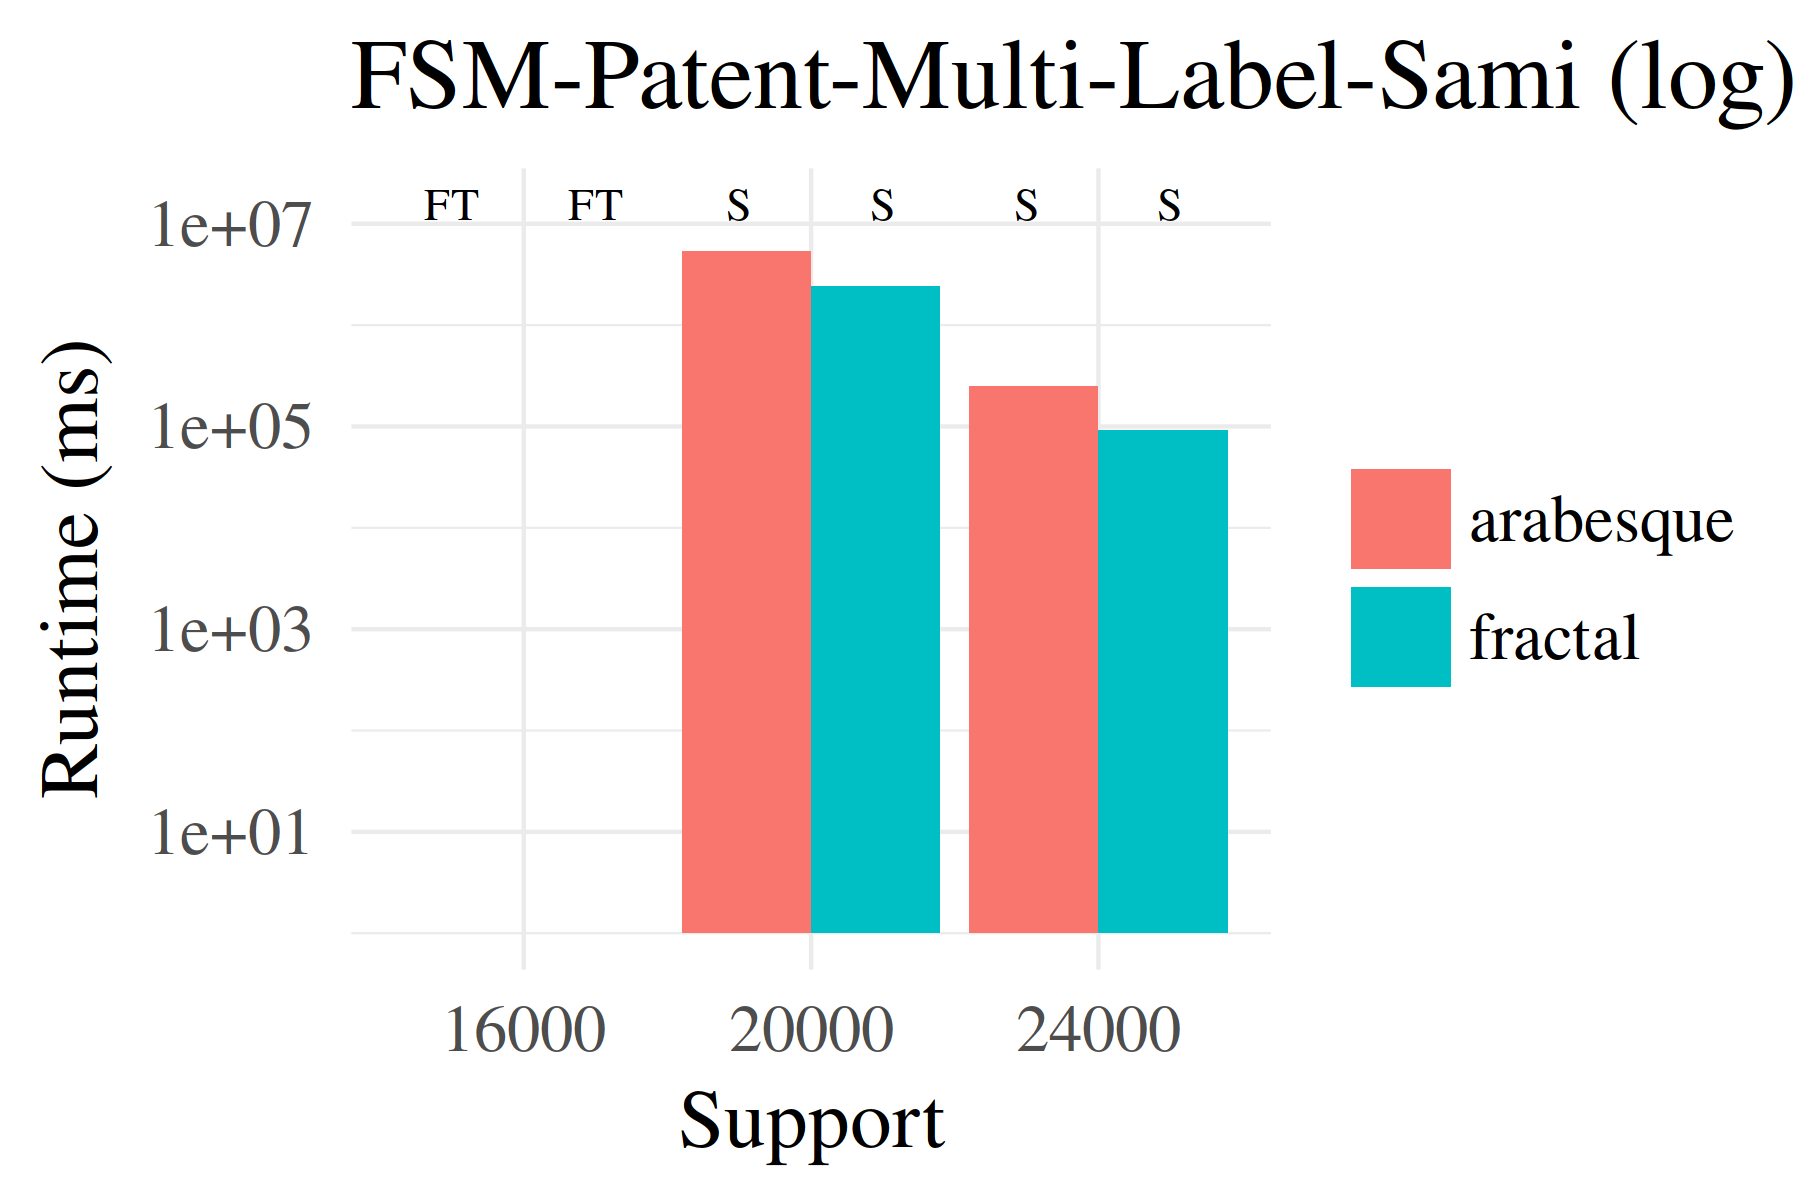 FSM-Patent-Multi-Label-Sami (log)
FT FT S S S S
1e+07
1e+05
1e+03
1e+01
Runtime (ms)
16000 20000 24000
Support
arabesque
fractal